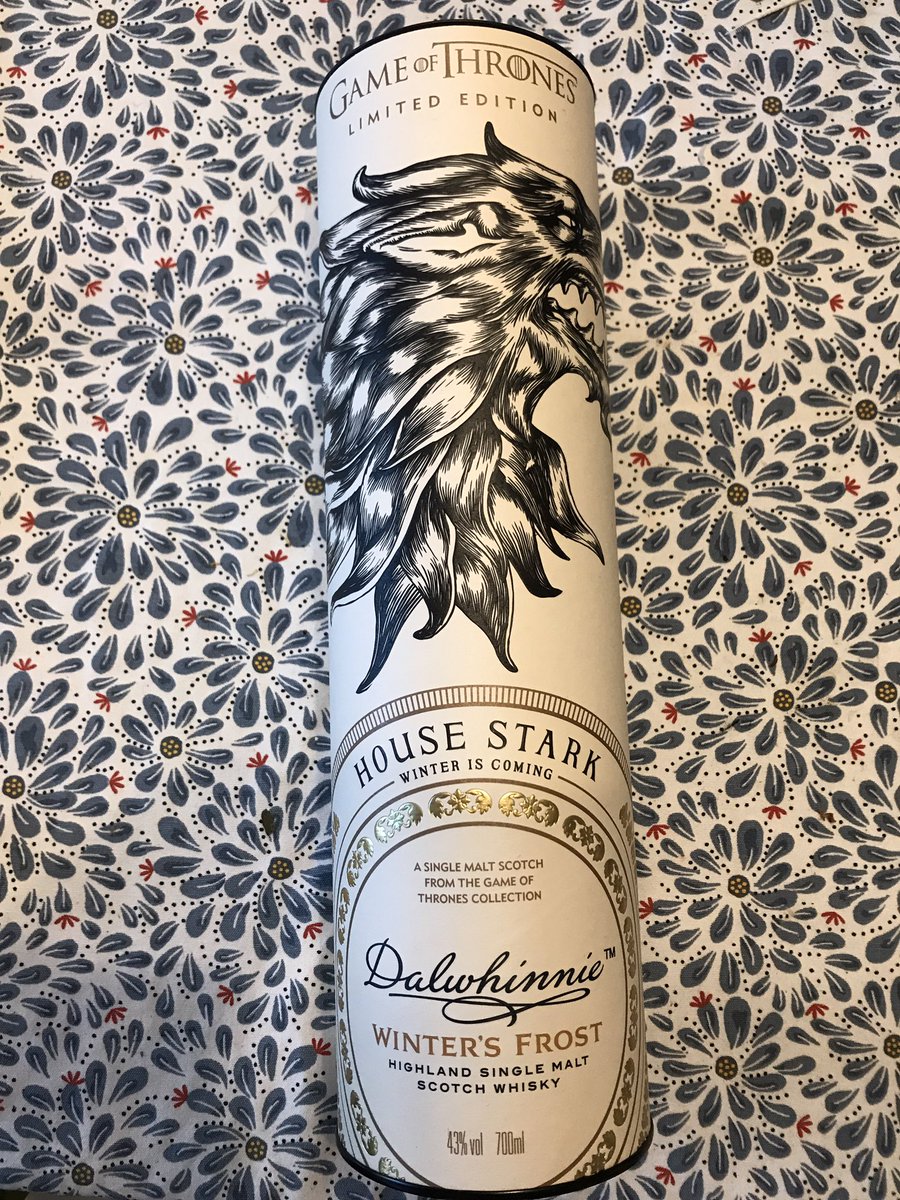 GAME OF THRONES
LIMITED EDITION
HOUSE STARK
WINTER IS COMING
A SINGLE MALT SCOTCH
FROM THE GAME OF
THRONES COLLECTION
Dalwhinnie™
WINTER'S FROST
HIGHLAND SINGLE MALT
SCOTCH WHISKY
43% vol 700ml